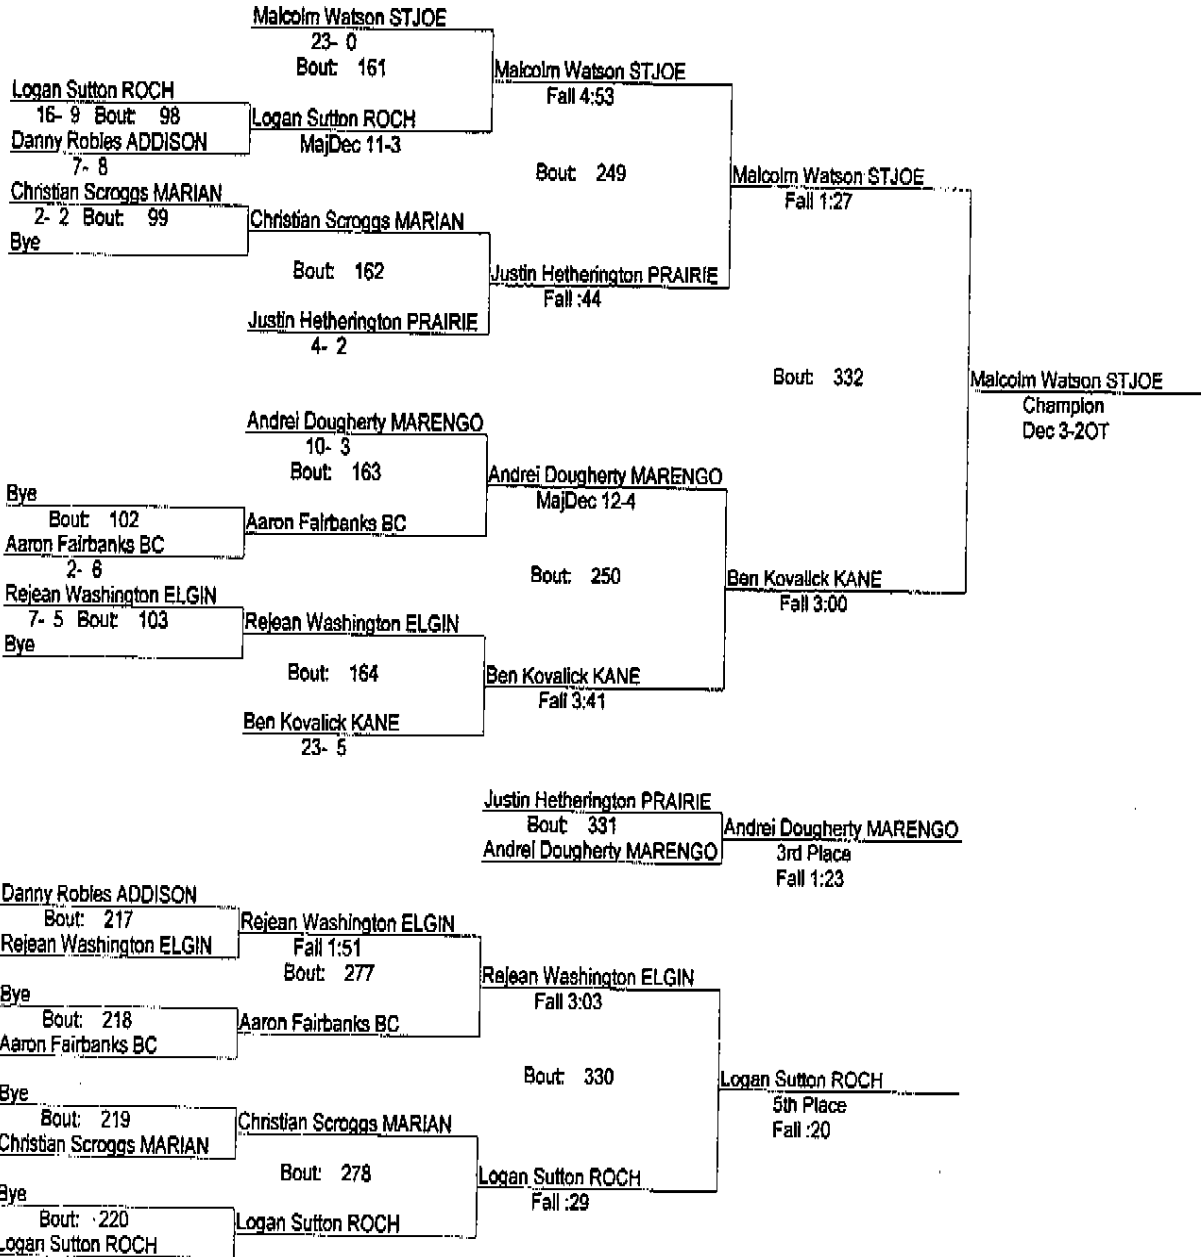 Malcolm Watson STJOE
23- 0
Bout: 161
Malcolm Watson STJOE
Fall 4:53
Logan Sutton ROCH
16- 9 Bout: 98
Logan Sutton ROCH
MajDec 11-3
Danny Robles ADDISON
7- 8
Bout: 249
Malcolm Watson STJOE
Fall 1:27
Christian Scroggs MARIAN
2- 2 Bout: 99
Christian Scroggs MARIAN
Bye
Bout: 162
Justin Hetherington PRAIRIE
Fall :44
Justin Hetherington PRAIRIE
4- 2
Bout: 332
Malcolm Watson STJOE
Champion
Dec 3-2OT
Andrei Dougherty MARENGO
10- 3
Bout: 163
Andrei Dougherty MARENGO
MajDec 12-4
Bye
Bout: 102
Aaron Fairbanks BC
Aaron Fairbanks BC
2- 6
Bout: 250
Ben Kovalick KANE
Fall 3:00
Rejean Washington ELGIN
7- 5 Bout: 103
Rejean Washington ELGIN
Bye
Bout: 164
Ben Kovalick KANE
Fall 3:41
Ben Kovalick KANE
23- 5
Justin Hetherington PRAIRIE
Bout: 331
Andrei Dougherty MARENGO
Andrei Dougherty MARENGO
3rd Place
Fall 1:23
Danny Robles ADDISON
Bout: 217
Rejean Washington ELGIN
Rejean Washington ELGIN
Fall 1:51
Bout: 277
Rejean Washington ELGIN
Fall 3:03
Bye
Bout: 218
Aaron Fairbanks BC
Aaron Fairbanks BC
Bout: 330
Logan Sutton ROCH
5th Place
Fall :20
Bye
Bout: 219
Christian Scroggs MARIAN
Christian Scroggs MARIAN
Bout: 278
Logan Sutton ROCH
Fall :29
Bye
Bout: 220
Logan Sutton ROCH
Logan Sutton ROCH